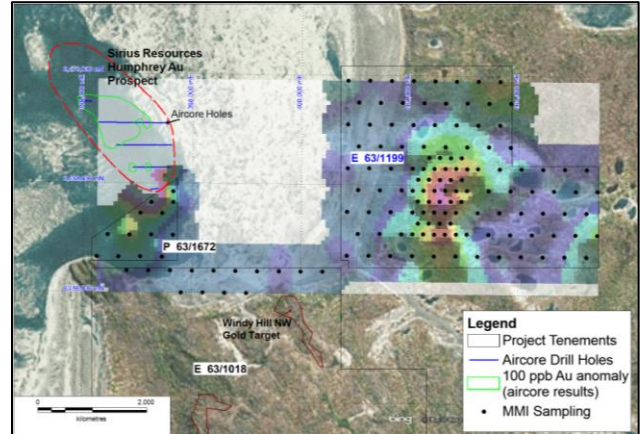 Sirius Resources
Humphrey Au
Prospect
Aircore Holes
E 63/1199
P 63/1672
Windy Hill NW
Gold Target
E 63/1018
Legend
Project Tenements
Aircore Drill Holes
100 ppb Au anomaly
(aircore results)
MMI Sampling
0
2,000
kilometres
bing